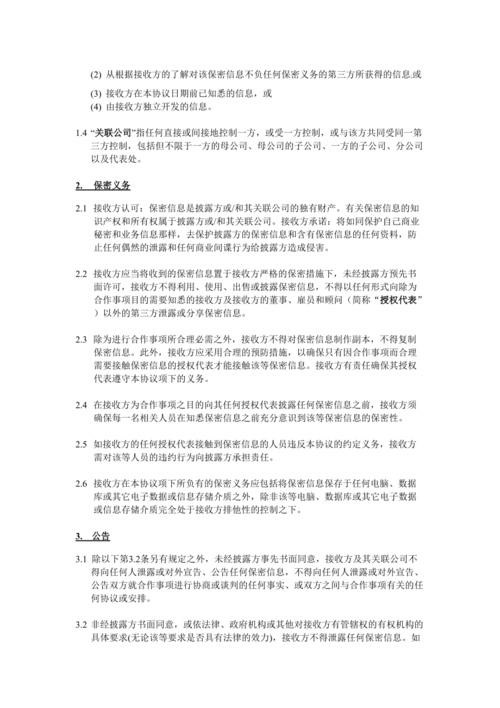 (2) 从根据接收方的了解对该保密信息不负任何保密义务的第三方所获得的信息,或
(3) 接收方在本协议日期前已知悉的信息，或
(4) 由接收方独立开发的信息。
1.4 “关联公司”指任何直接或间接地控制一方，或受一方控制，或与该方共同受同一第
三方控制，包括但不限于一方的母公司、母公司的子公司、一方的子公司、分公司
以及代表处。
2. 保密义务
2.1 接收方认可：保密信息是披露方或/和其关联公司的独有财产。有关保密信息的知
识产权和所有权属于披露方或/和其关联公司。接收方承诺：将如同保护自己商业
秘密和业务信息那样，去保护披露方的保密信息和含有保密信息的任何资料，防
止任何偶然的泄露和任何商业间谍行为给披露方造成侵害。
2.2 接收方应当将收到的保密信息置于接收方严格的保密措施下，未经披露方预先书
面许可，接收方不得利用、使用、出售或披露保密信息，不得以任何形式向除为
合作事项目的需要知悉的接收方及接收方的董事、雇员和顾问（简称“授权代表”
）以外的第三方泄露或分享保密信息。
2.3 除为进行合作事项所合理必需之外，接收方不得对保密信息制作副本，不得复制
保密信息。此外，接收方应采用合理的预防措施，以确保只有因合作事项而合理
需要接触保密信息的授权代表才能接触该等保密信息。接收方有责任确保其授权
代表遵守本协议项下的义务。
2.4 在接收方为合作事项之目的向其任何授权代表披露任何保密信息之前，接收方须
确保每一名相关人员在知悉保密信息之前充分意识到该等保密信息的保密性。
2.5 如接收方的任何授权代表接触到保密信息的人员违反本协议的约定义务，接收方
需对该等人员的违约行为向披露方承担责任。
2.6 接收方在本协议项下所负有的保密义务应包括将保密信息保存于任何电脑、数据
库或其它电子数据或信息存储介质之外，除非该等电脑、数据库或其它电子数据
或信息存储介质完全处于接收方排他性的控制之下。
3. 公告
3.1 除以下第3.2条另有规定之外，未经披露方事先书面同意，接收方及其关联公司不
得向任何人泄露或对外宣告、公告任何保密信息，不得向任何人泄露或对外宣告、
公告双方就合作事项进行协商或谈判的任何事实、或双方之间与合作事项有关的任
何协议或安排。
3.2 非经披露方书面同意，或依法律、政府机构或其他对接收方有管辖权的有权机构的
具体要求(无论该等要求是否具有法律的效力)，接收方不得泄露任何保密信息。如